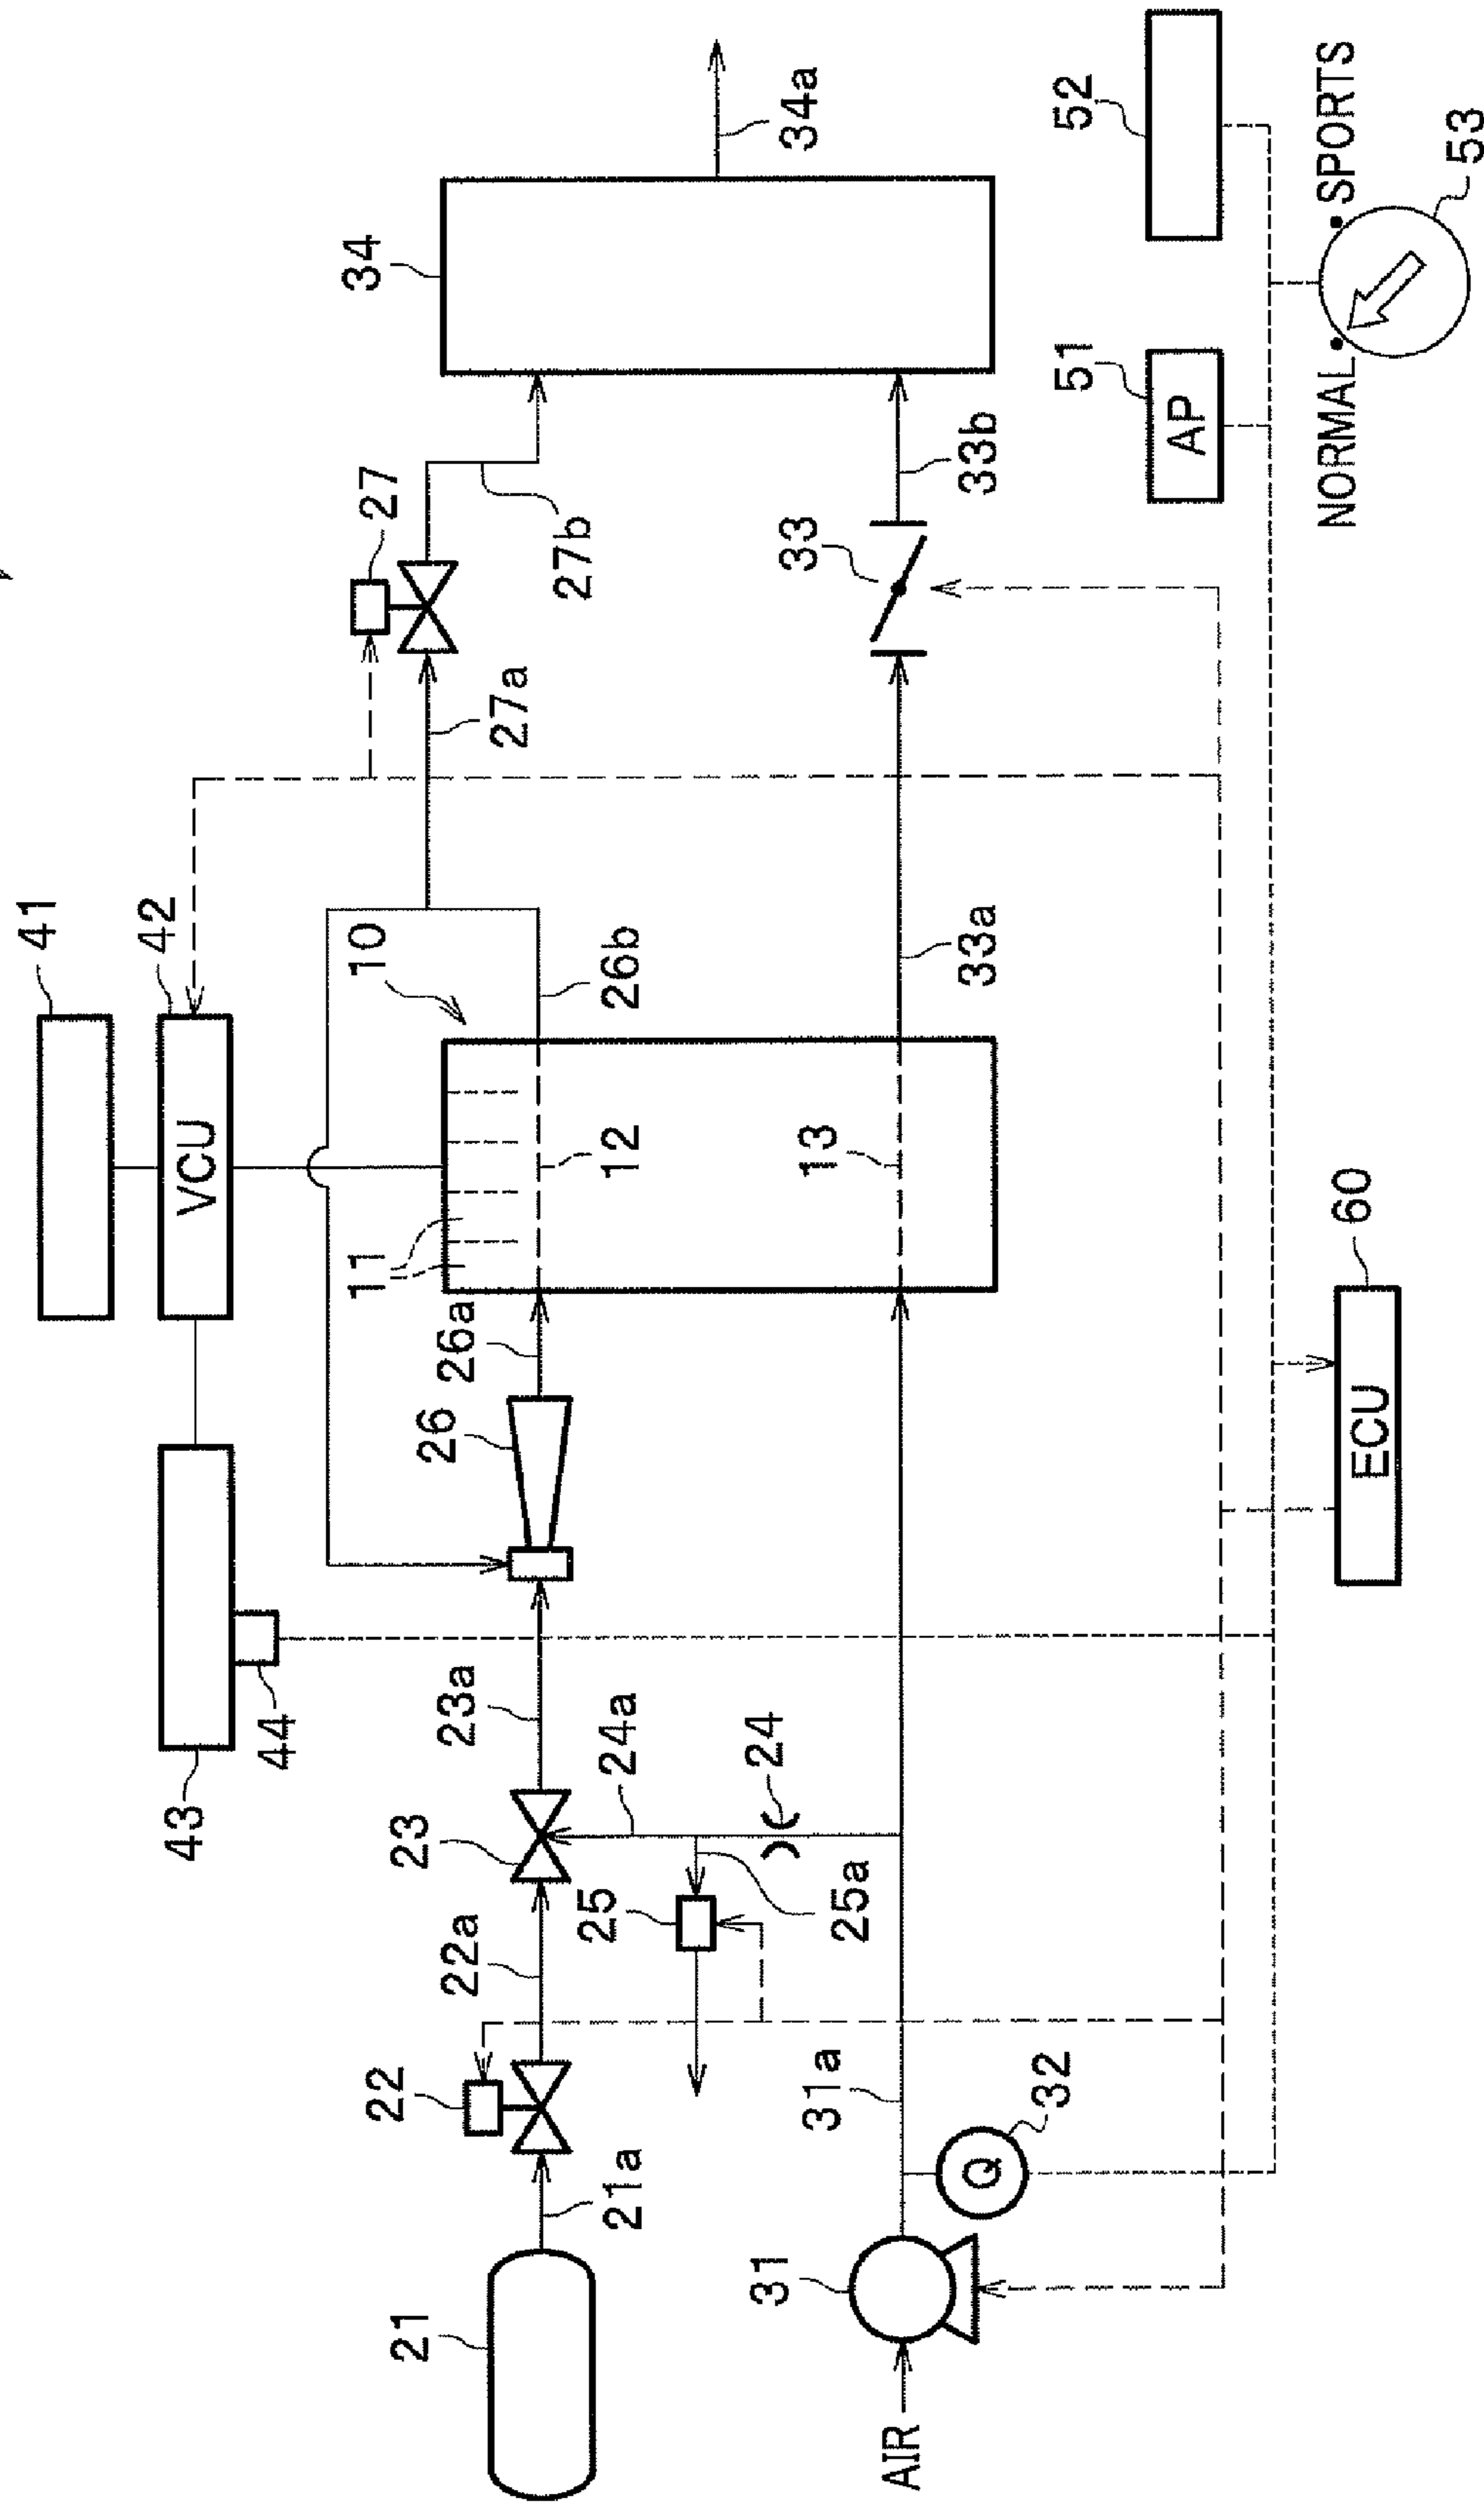 41
42
VCU
43
44
10
11
12
13
21
21a
22
22a
23
23a
24
24a
25
25a
26
26a
26b
27
27a
27b
AIR
31
31a
32
Q
33
33a
33b
34
34a
51
AP
52
53
NORMAL
SPORTS
60
ECU